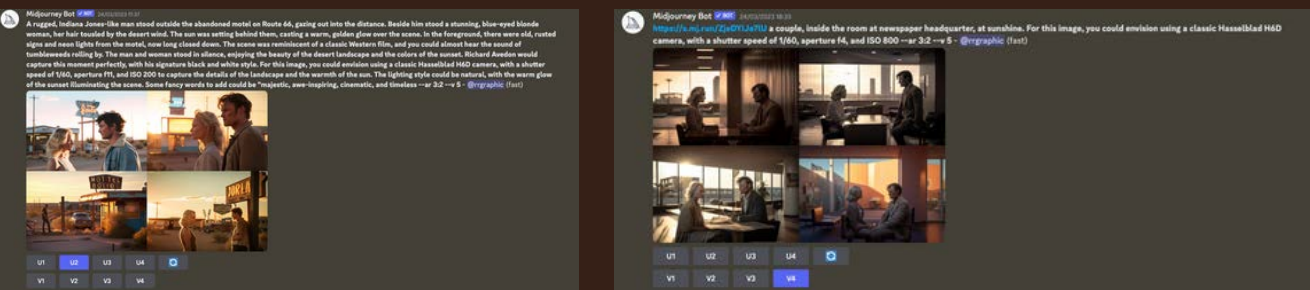 Midjourney Bot BOT 24/03/2023 11:37
A rugged, Indiana Jones-like man stood outside the abandoned motel on Route 66, gazing out into the distance. Beside him stood a stunning, blue-eyed blonde
woman, her hair tousled by the desert wind. The sun was setting behind them, casting a warm, golden glow over the scene. In the foreground, there were old, rusted
signs and neon lights from the motel, now long closed down. The scene was reminiscent of a classic Western film, and you could almost hear the sound of
tumbleweeds rolling by. The man and woman stood in silence, enjoying the beauty of the desert landscape and the colors of the sunset. Richard Avedon would
capture this moment perfectly, with his signature black and white style. For this image, you could envision using a classic Hasselblad H6D camera, with a shutter
speed of 1/60, aperture f11, and ISO 200 to capture the details of the landscape and the warmth of the sun. The lighting style could be natural, with the warm glow
of the sunset illuminating the scene. Some fancy words to add could be "majestic, awe-inspiring, cinematic, and timeless --ar 3:2 --v 5 - @rrgraphic (fast)
U1 U2 U3 U4
V1 V2 V3 V4
Midjourney Bot BOT 24/03/2023
a couple, inside the room at newspaper headquarter, at sunshine. For this image, you could envision using a classic Hasselblad H6D
camera, with a shutter speed of 1/60, aperture f4, and ISO 800 --ar 3:2 --v 5 - @rrgraphic (fast)
U1 U2 U3 U4
V1 V2 V3 V4